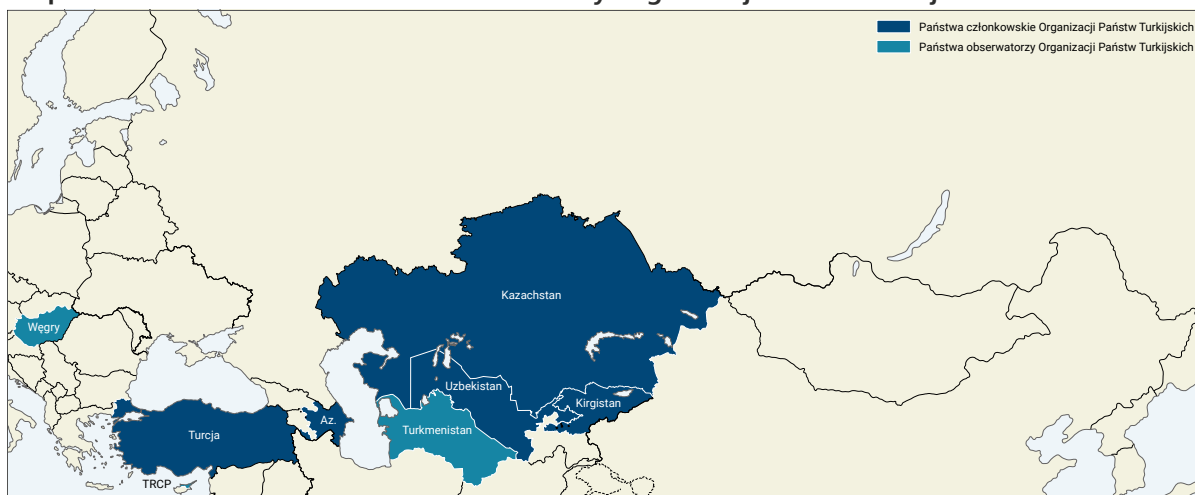 Państwa członkowskie Organizacji Państw Turkijskich
Państwa obserwatorzy Organizacji Państw Turkijskich
Kazachstan
Węgry
Uzbekistan
Kirgistan
Az.
Turkmenistan
Turcja
TRCP